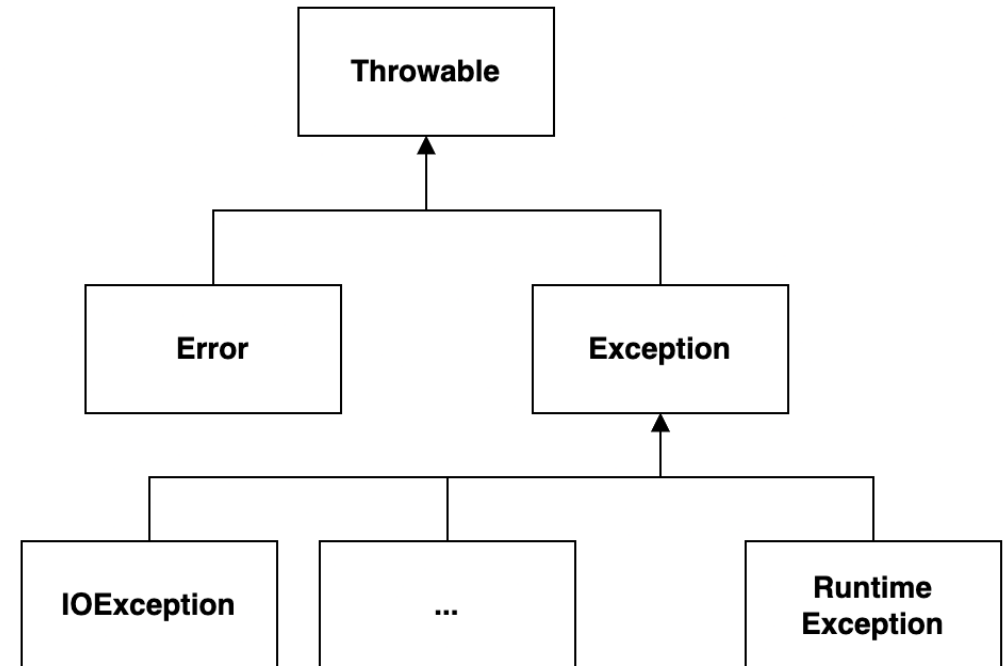 Throwable
Error
Exception
IOException
...
Runtime
Exception